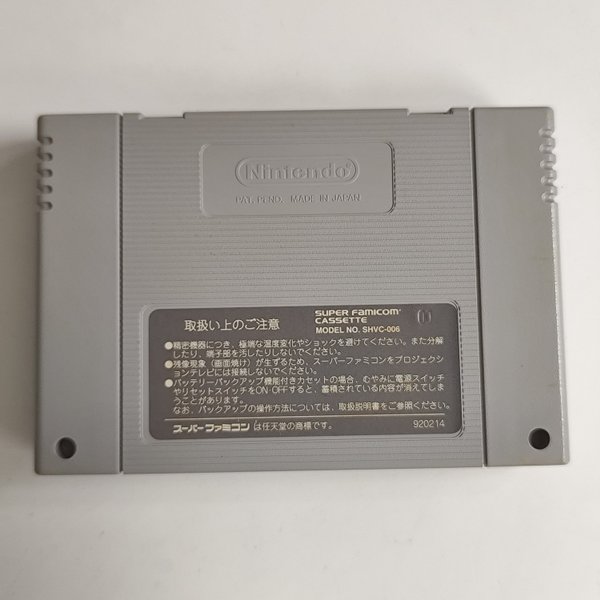 Nintendo
PAT. PEND. MADE IN JAPAN
取扱い上のご注意
SUPER FAMICOM
CASSETTE
MODEL NO. SHVC-006
●精密機器につき、極端な温度変化やショックを避けてください。また分解
したり、端子部を汚したりしないでください。
●残像現象（画面焼け）が生ずるため、スーパーファミコンをプロジェクシ
ョンテレビには接続しないでください。
●バッテリーバックアップ機能付きカセットの場合、むやみに電源スイッチ
やリセットスイッチをON・OFFすると、蓄積されている内容が消えてしま
うことがあります。
なお、バックアップの操作方法については、取扱説明書をご参照ください。
スーパーファミコンは任天堂の商標です。
920214